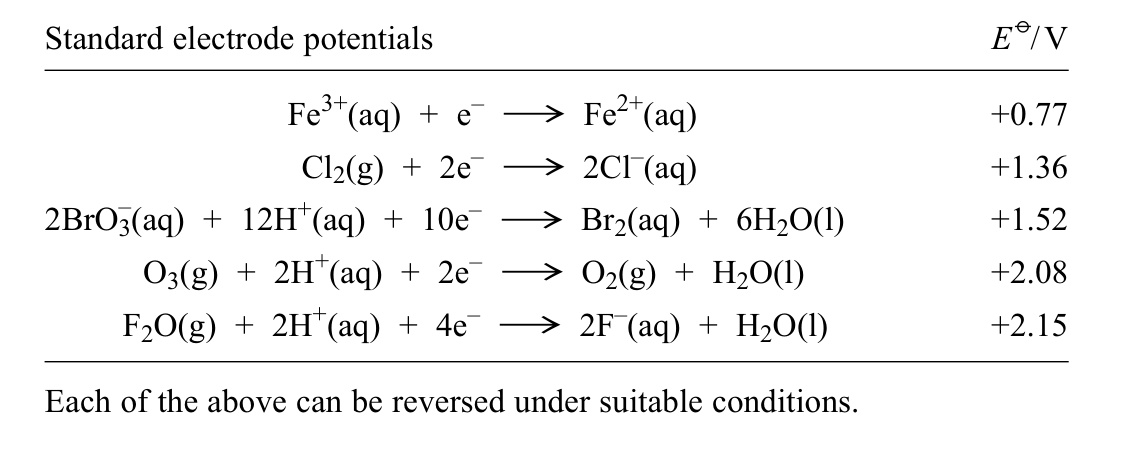 Standard electrode potentials E⦵/V
Fe³⁺(aq) + e⁻ ⟶ Fe²⁺(aq) +0.77
Cl₂(g) + 2e⁻ ⟶ 2Cl⁻(aq) +1.36
2BrO₃⁻(aq) + 12H⁺(aq) + 10e⁻ ⟶ Br₂(aq) + 6H₂O(l) +1.52
O₃(g) + 2H⁺(aq) + 2e⁻ ⟶ O₂(g) + H₂O(l) +2.08
F₂O(g) + 2H⁺(aq) + 4e⁻ ⟶ 2F⁻(aq) + H₂O(l) +2.15
Each of the above can be reversed under suitable conditions.